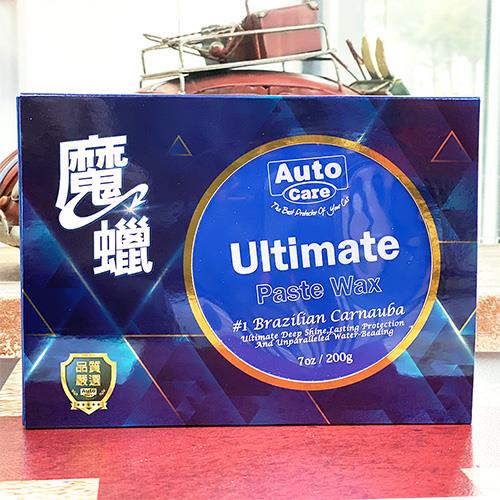 魔
蠟
Auto
Care
The Best Protector Of Your Car
Ultimate
Paste Wax
#1 Brazilian Carnauba
Ultimate Deep Shine,Lasting Protection
And Unparalleled Water-Beading
7oz / 200g
品質
嚴選
Auto
Care